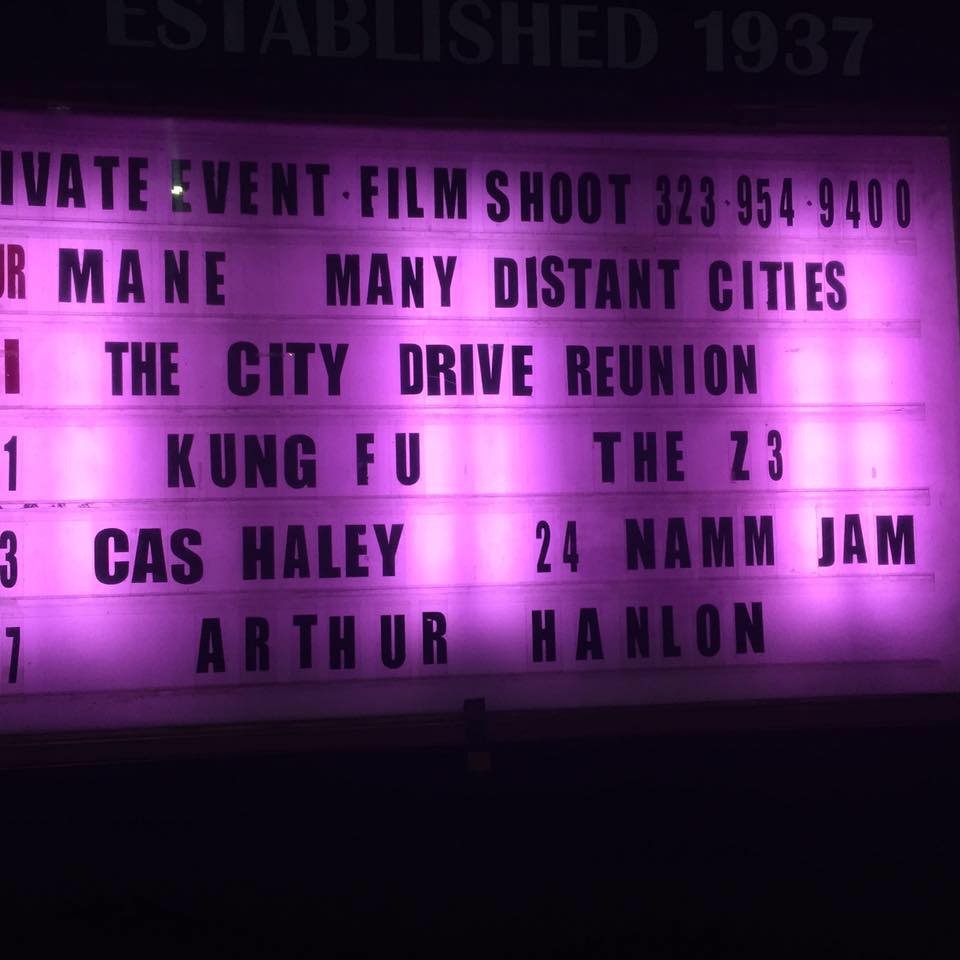 ESTABLISHED 1937
IVATE EVENT·FILM SHOOT 323·954·9400
UR MANE MANY DISTANT CITIES
I THE CITY DRIVE REUNION
1 KUNG FU THE Z3
3 CAS HALEY 24 NAMM JAM
7 ARTHUR HANLON